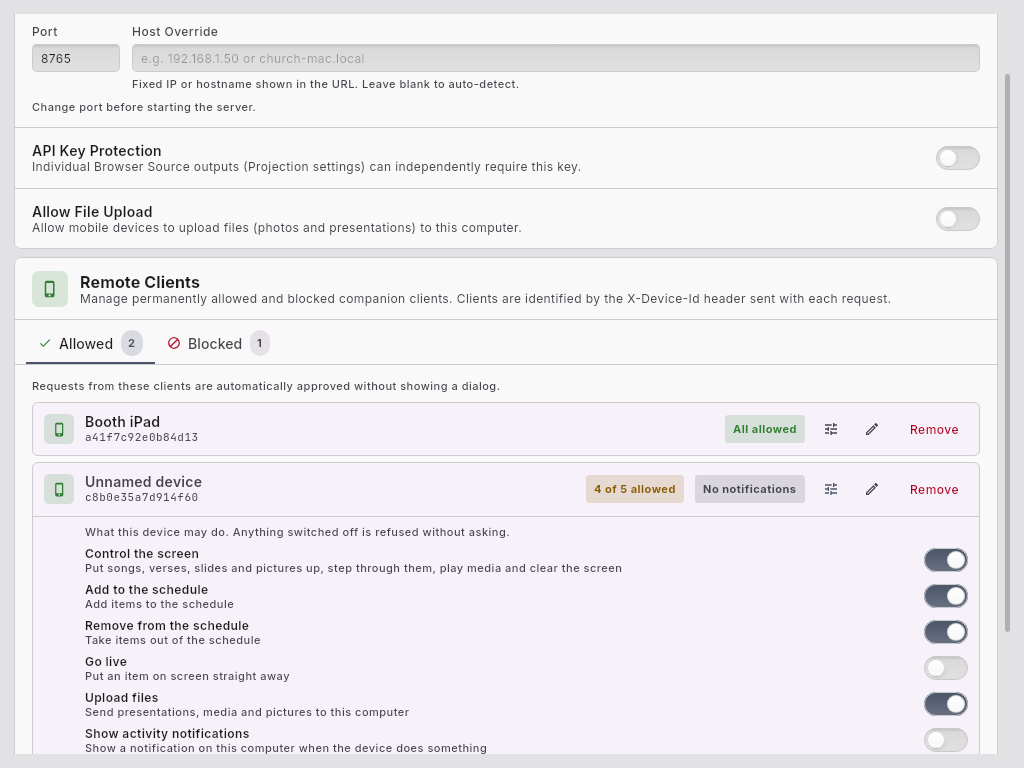 Port
Host Override
8765
e.g. 192.168.1.50 or church-mac.local
Fixed IP or hostname shown in the URL. Leave blank to auto-detect.
Change port before starting the server.
API Key Protection
Individual Browser Source outputs (Projection settings) can independently require this key.
Allow File Upload
Allow mobile devices to upload files (photos and presentations) to this computer.
Remote Clients
Manage permanently allowed and blocked companion clients. Clients are identified by the X-Device-Id header sent with each request.
Allowed 2
Blocked 1
Requests from these clients are automatically approved without showing a dialog.
Booth iPad
a41f7c92e0b84d13
All allowed
Remove
Unnamed device
c8b0e35a7d914f60
4 of 5 allowed
No notifications
Remove
What this device may do. Anything switched off is refused without asking.
Control the screen
Put songs, verses, slides and pictures up, step through them, play media and clear the screen
Add to the schedule
Add items to the schedule
Remove from the schedule
Take items out of the schedule
Go live
Put an item on screen straight away
Upload files
Send presentations, media and pictures to this computer
Show activity notifications
Show a notification on this computer when the device does something